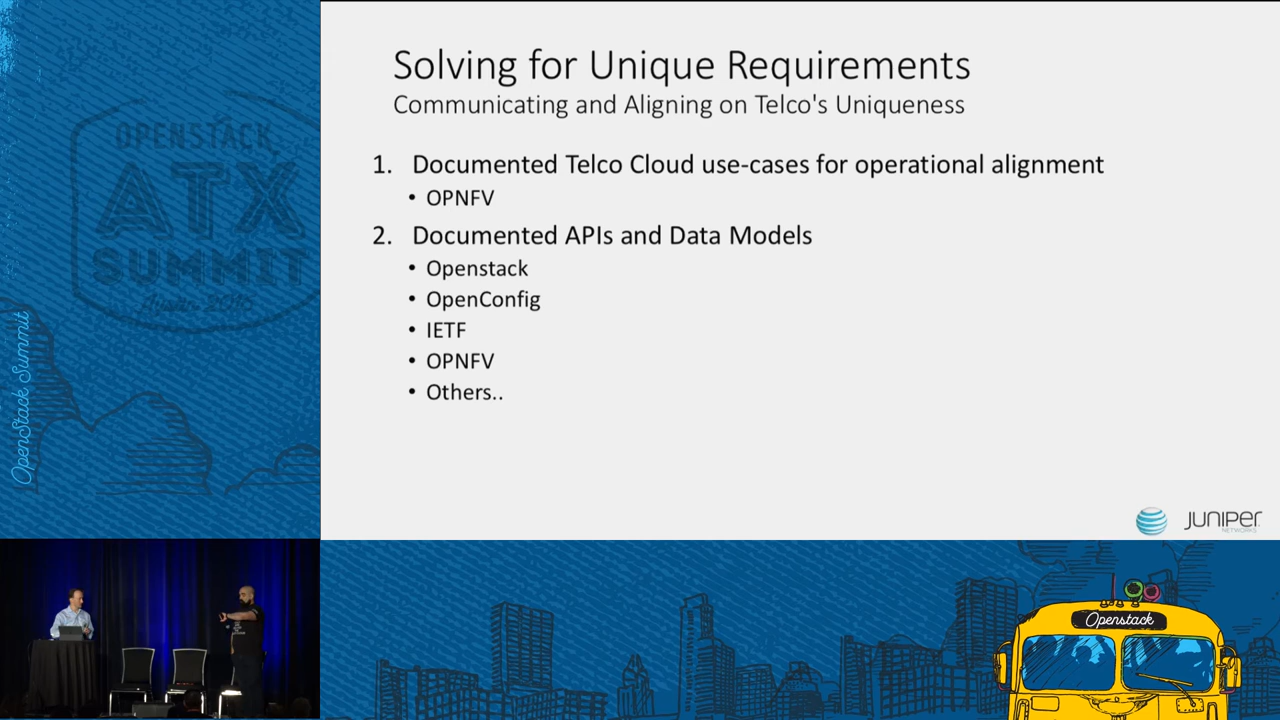 Solving for Unique Requirements
Communicating and Aligning on Telco's Uniqueness
1. Documented Telco Cloud use-cases for operational alignment
• OPNFV
2. Documented APIs and Data Models
• Openstack
• OpenConfig
• IETF
• OPNFV
• Others..
JUNIPER
NETWORKS
OPENSTACK
ATX
SUMMIT
Austin 2016
OpenStack Summit
Openstack